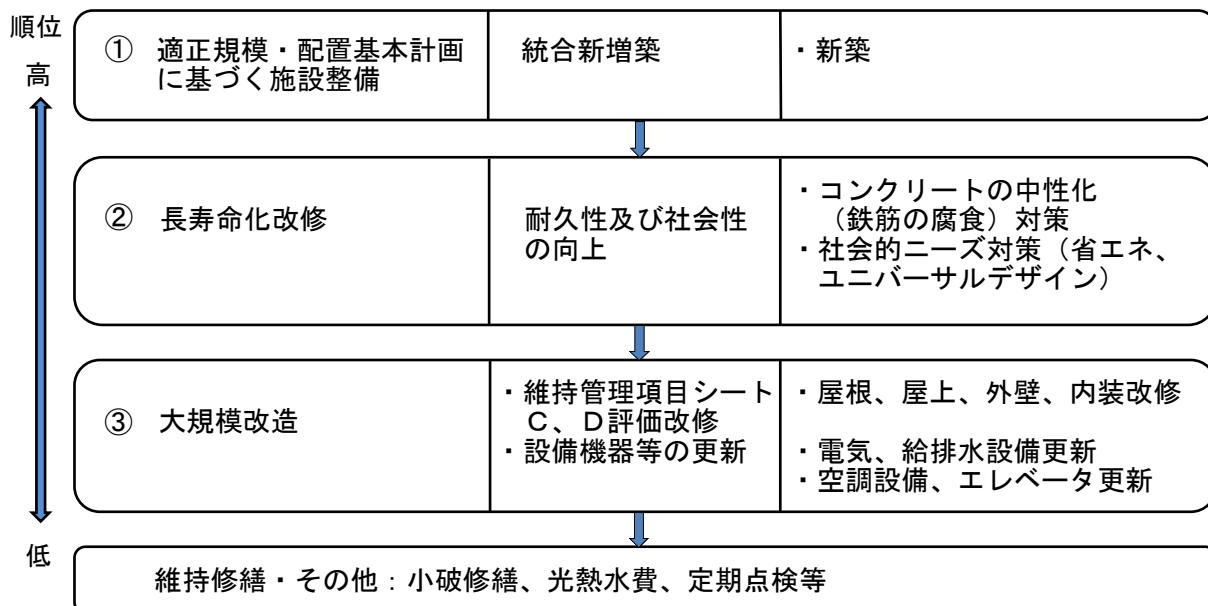 順位
高
低
① 適正規模・配置基本計画
に基づく施設整備
統合新増築
・新築
② 長寿命化改修
耐久性及び社会性
の向上
・コンクリートの中性化
（鉄筋の腐食）対策
・社会的ニーズ対策（省エネ、
ユニバーサルデザイン）
③ 大規模改造
・維持管理項目シート
Ｃ、Ｄ評価改修
・設備機器等の更新
・屋根、屋上、外壁、内装改修
・電気、給排水設備更新
・空調設備、エレベータ更新
維持修繕・その他：小破修繕、光熱水費、定期点検等